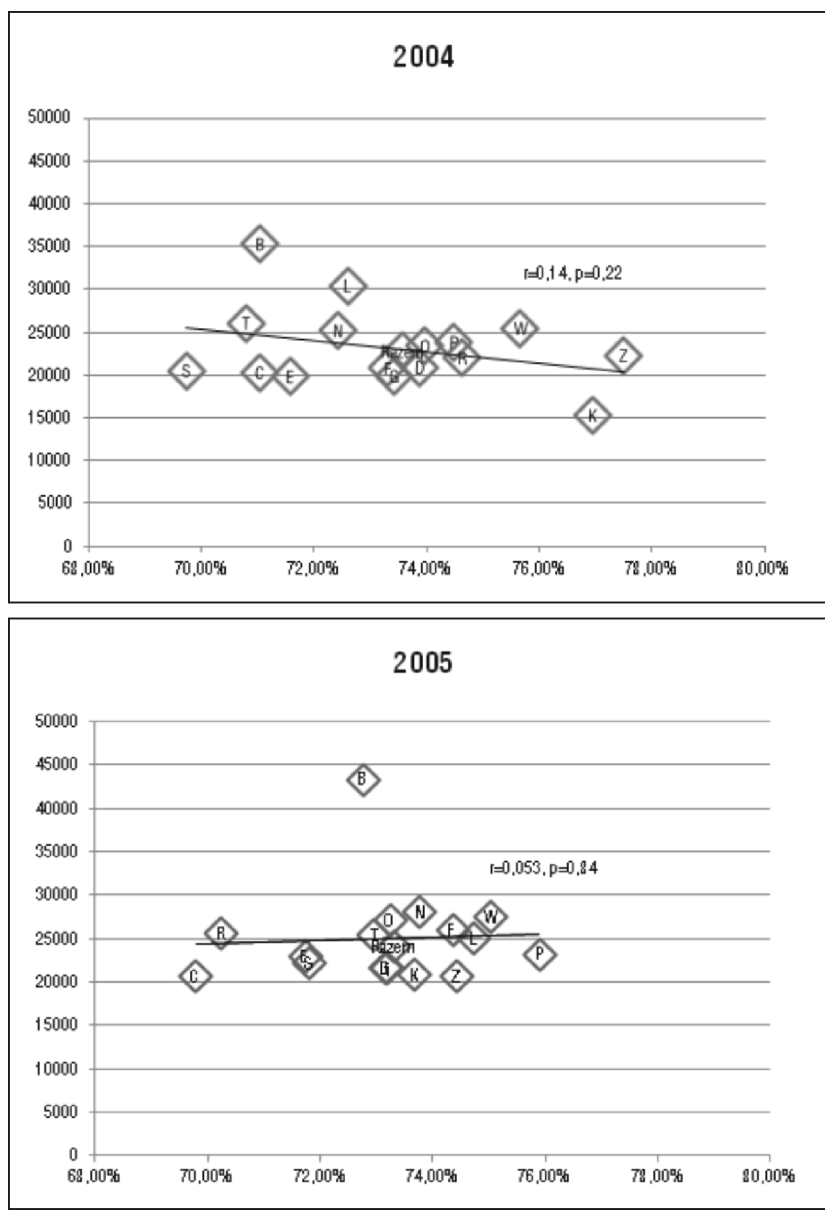 2004
50000
45000
40000
35000
30000
25000
20000
15000
10000
5000
0
B
L
r=0,14, p=0,22
T
N
O
P
W
R
Z
S
C
E
F
G
D
K
Razem
68,00% 70,00% 72,00% 74,00% 76,00% 78,00% 80,00%
2005
50000
45000
40000
35000
30000
25000
20000
15000
10000
5000
0
B
r=0,053, p=0,84
R
T
O
N
F
L
W
P
Razem
E
S
C
D
G
K
Z
68,00% 70,00% 72,00% 74,00% 76,00% 78,00% 80,00%